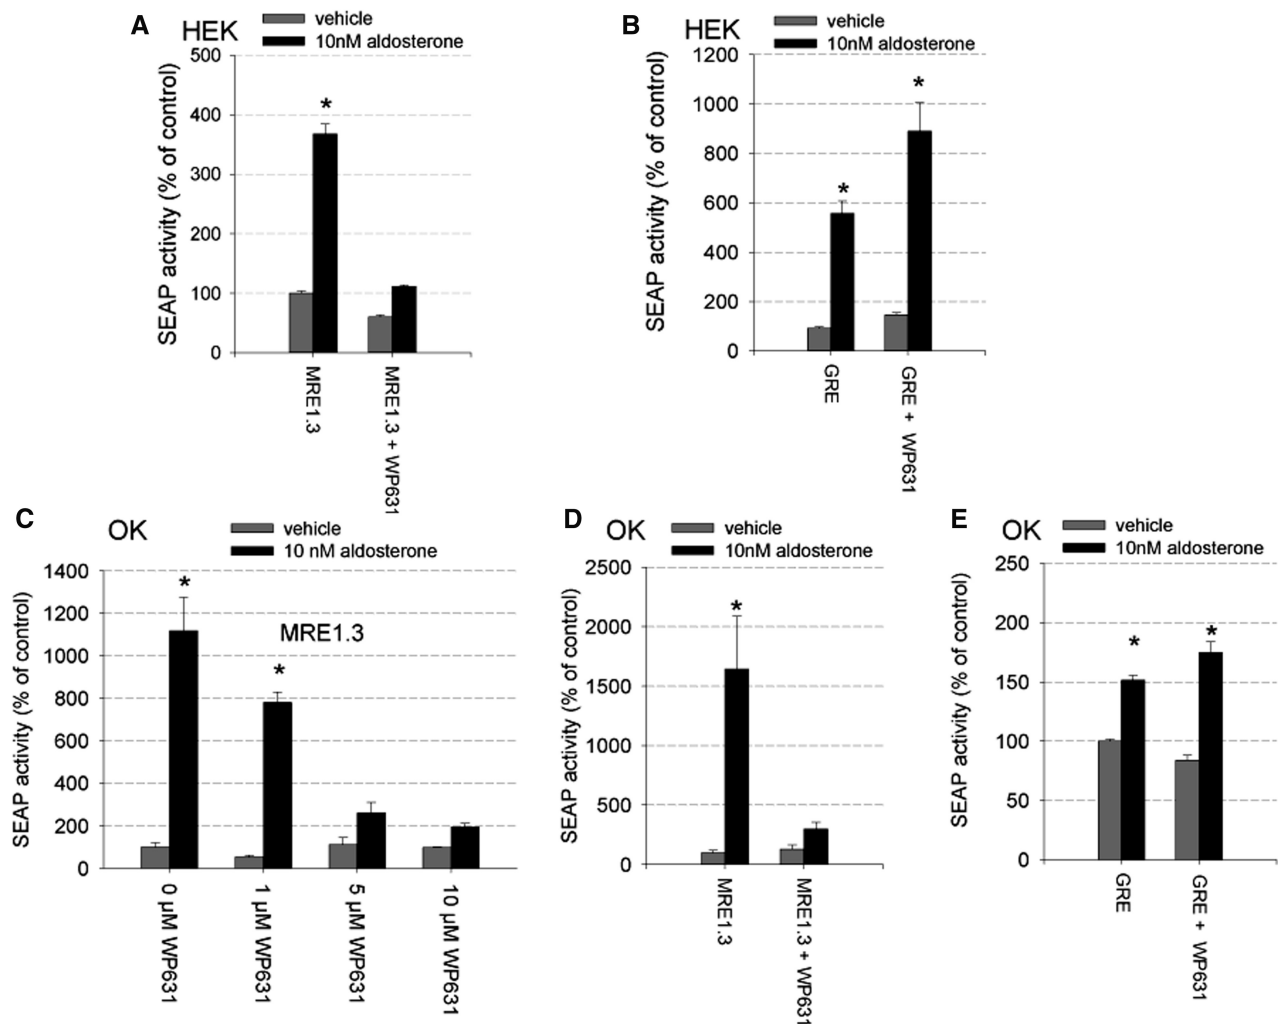 A
HEK
vehicle
10nM aldosterone
SEAP activity (% of control)
500
400
300
200
100
0
*
MRE1.3
MRE1.3 + WP631
B
HEK
vehicle
10nM aldosterone
SEAP activity (% of control)
1200
1000
800
600
400
200
0
*
*
GRE
GRE + WP631
C
OK
vehicle
10 nM aldosterone
SEAP activity (% of control)
1400
1200
1000
800
600
400
200
0
*
*
MRE1.3
0 µM WP631
1 µM WP631
5 µM WP631
10 µM WP631
D
OK
vehicle
10nM aldosterone
SEAP activity (% of control)
2500
2000
1500
1000
500
0
*
MRE1.3
MRE1.3 + WP631
E
OK
vehicle
10nM aldosterone
SEAP activity (% of control)
250
200
150
100
50
0
*
*
GRE
GRE + WP631